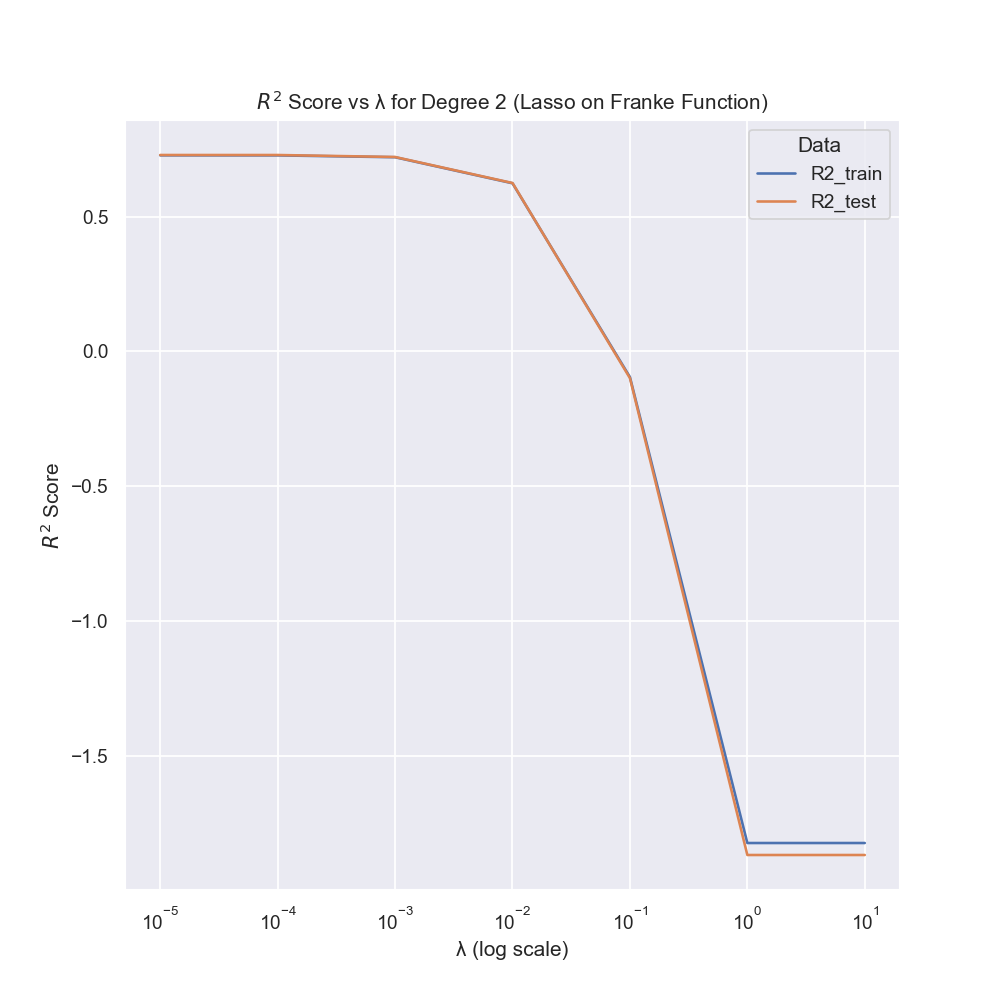 R² Score vs λ for Degree 2 (Lasso on Franke Function)
Data
R2_train
R2_test
0.5
0.0
−0.5
−1.0
−1.5
R² Score
10⁻⁵ 10⁻⁴ 10⁻³ 10⁻² 10⁻¹ 10⁰ 10¹
λ (log scale)